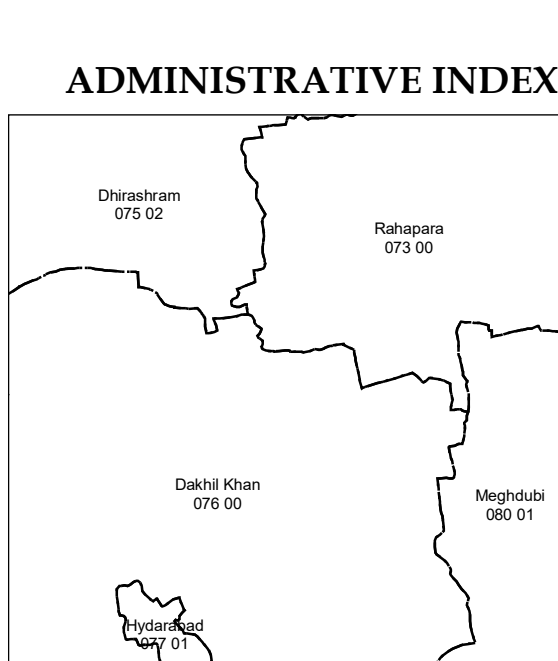 ADMINISTRATIVE INDEX
Dhirashram
075 02
Rahapara
073 00
Dakhil Khan
076 00
Meghdubi
080 01
Hydarabad
077 01